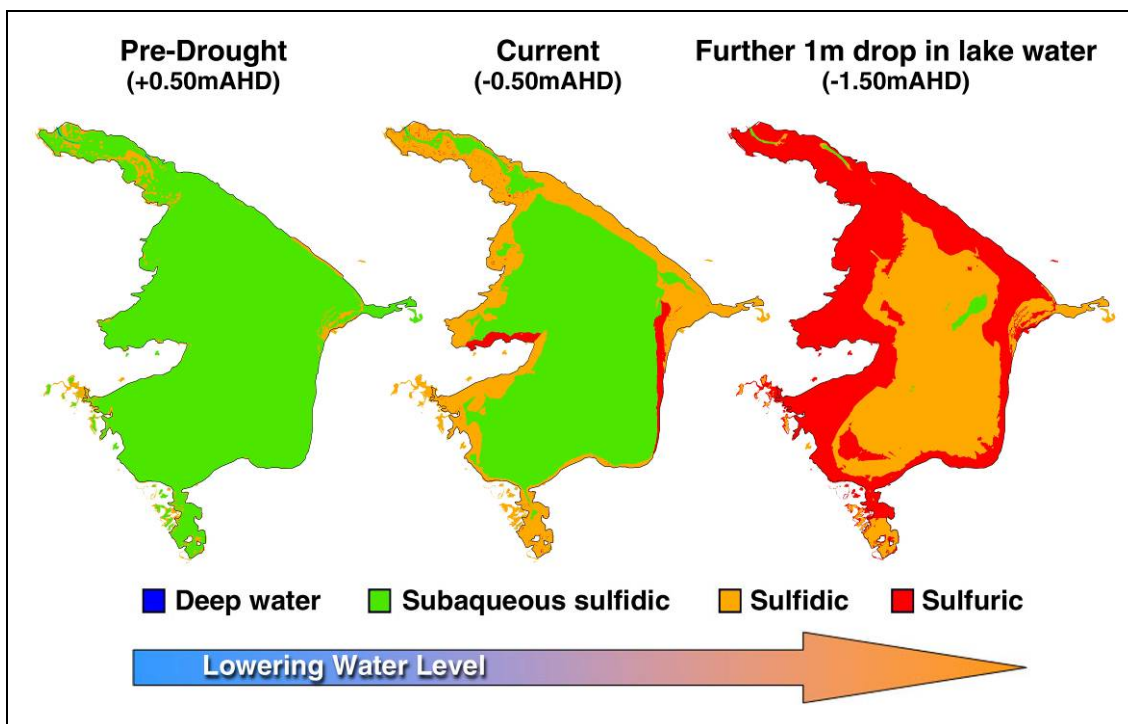 Pre-Drought
(+0.50mAHD)
Current
(-0.50mAHD)
Further 1m drop in lake water
(-1.50mAHD)
Deep water
Subaqueous sulfidic
Sulfidic
Sulfuric
Lowering Water Level